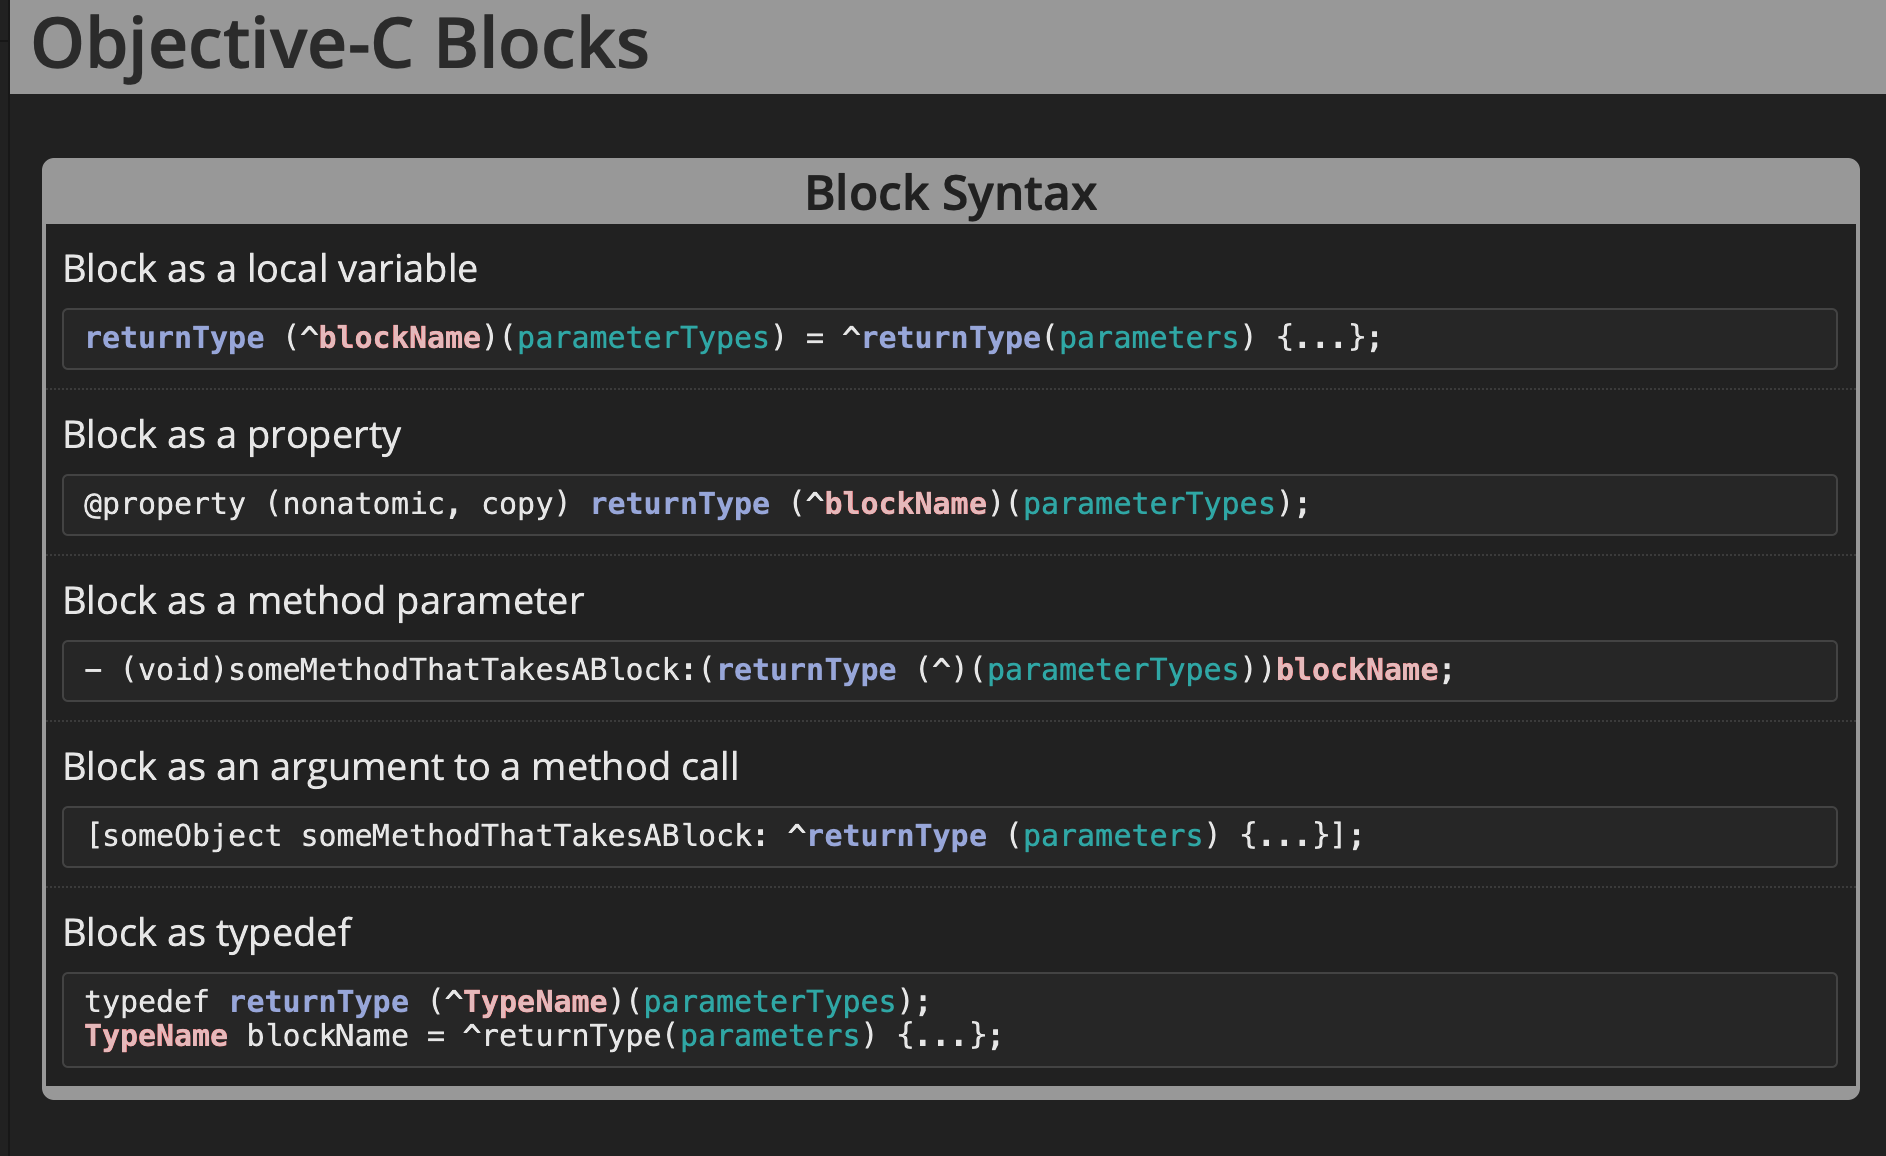 Objective-C Blocks
Block Syntax
Block as a local variable
returnType (^blockName)(parameterTypes) = ^returnType(parameters) {...};
Block as a property
@property (nonatomic, copy) returnType (^blockName)(parameterTypes);
Block as a method parameter
– (void)someMethodThatTakesABlock:(returnType (^)(parameterTypes))blockName;
Block as an argument to a method call
[someObject someMethodThatTakesABlock: ^returnType (parameters) {...}];
Block as typedef
typedef returnType (^TypeName)(parameterTypes);
TypeName blockName = ^returnType(parameters) {...};